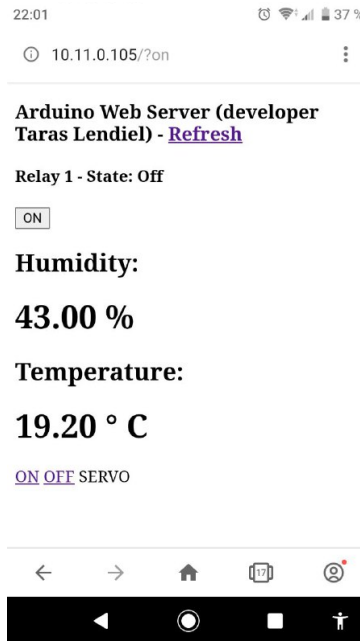 22:01 37 %
10.11.0.105/?on
Arduino Web Server (developer
Taras Lendiel) - Refresh
Relay 1 - State: Off
ON
Humidity:
43.00 %
Temperature:
19.20 ° C
ON OFF SERVO
17